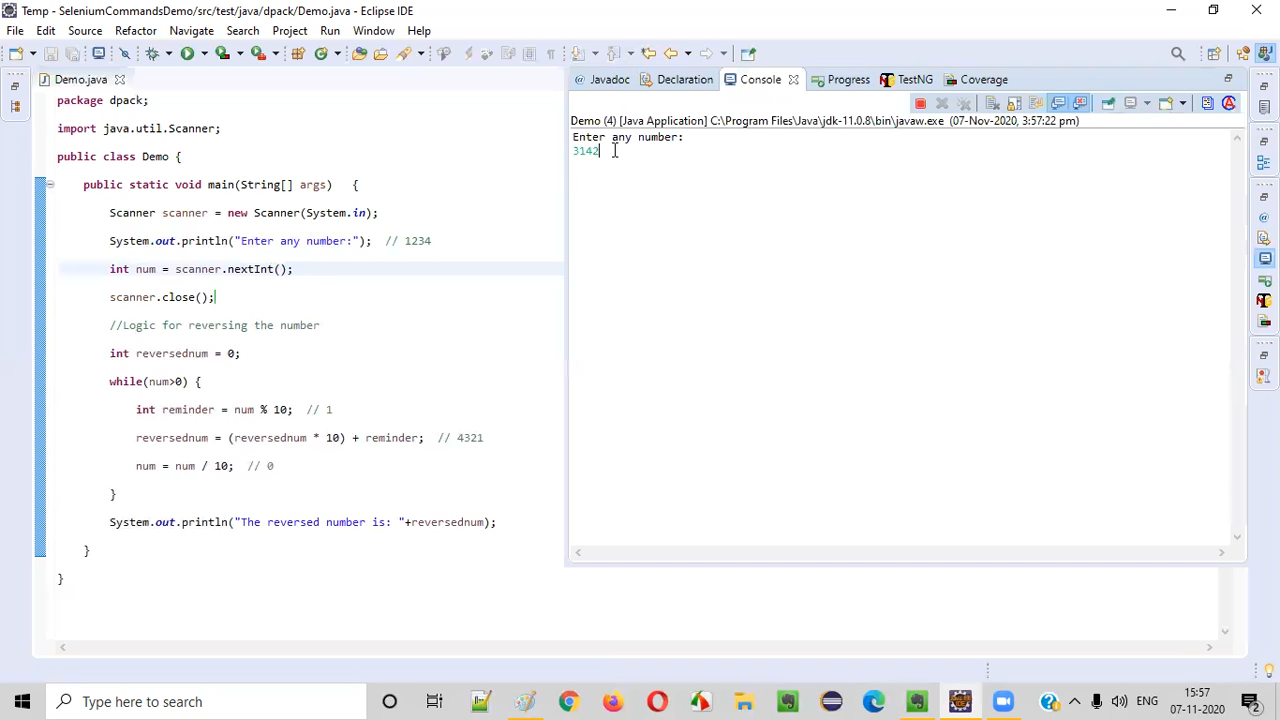 Temp - SeleniumCommandsDemo/src/test/java/dpack/Demo.java - Eclipse IDE
File Edit Source Refactor Navigate Search Project Run Window Help
Demo.java
package dpack;
import java.util.Scanner;
public class Demo {
public static void main(String[] args) {
Scanner scanner = new Scanner(System.in);
System.out.println("Enter any number:"); // 1234
int num = scanner.nextInt();
scanner.close();
//Logic for reversing the number
int reversednum = 0;
while(num>0) {
int reminder = num % 10; // 1
reversednum = (reversednum * 10) + reminder; // 4321
num = num / 10; // 0
}
System.out.println("The reversed number is: "+reversednum);
}
}
Javadoc Declaration Console Progress TestNG Coverage
Demo (4) [Java Application] C:\Program Files\Java\jdk-11.0.8\bin\javaw.exe (07-Nov-2020, 3:57:22 pm)
Enter any number:
3142
Type here to search
ENG
15:57
07-11-2020
2